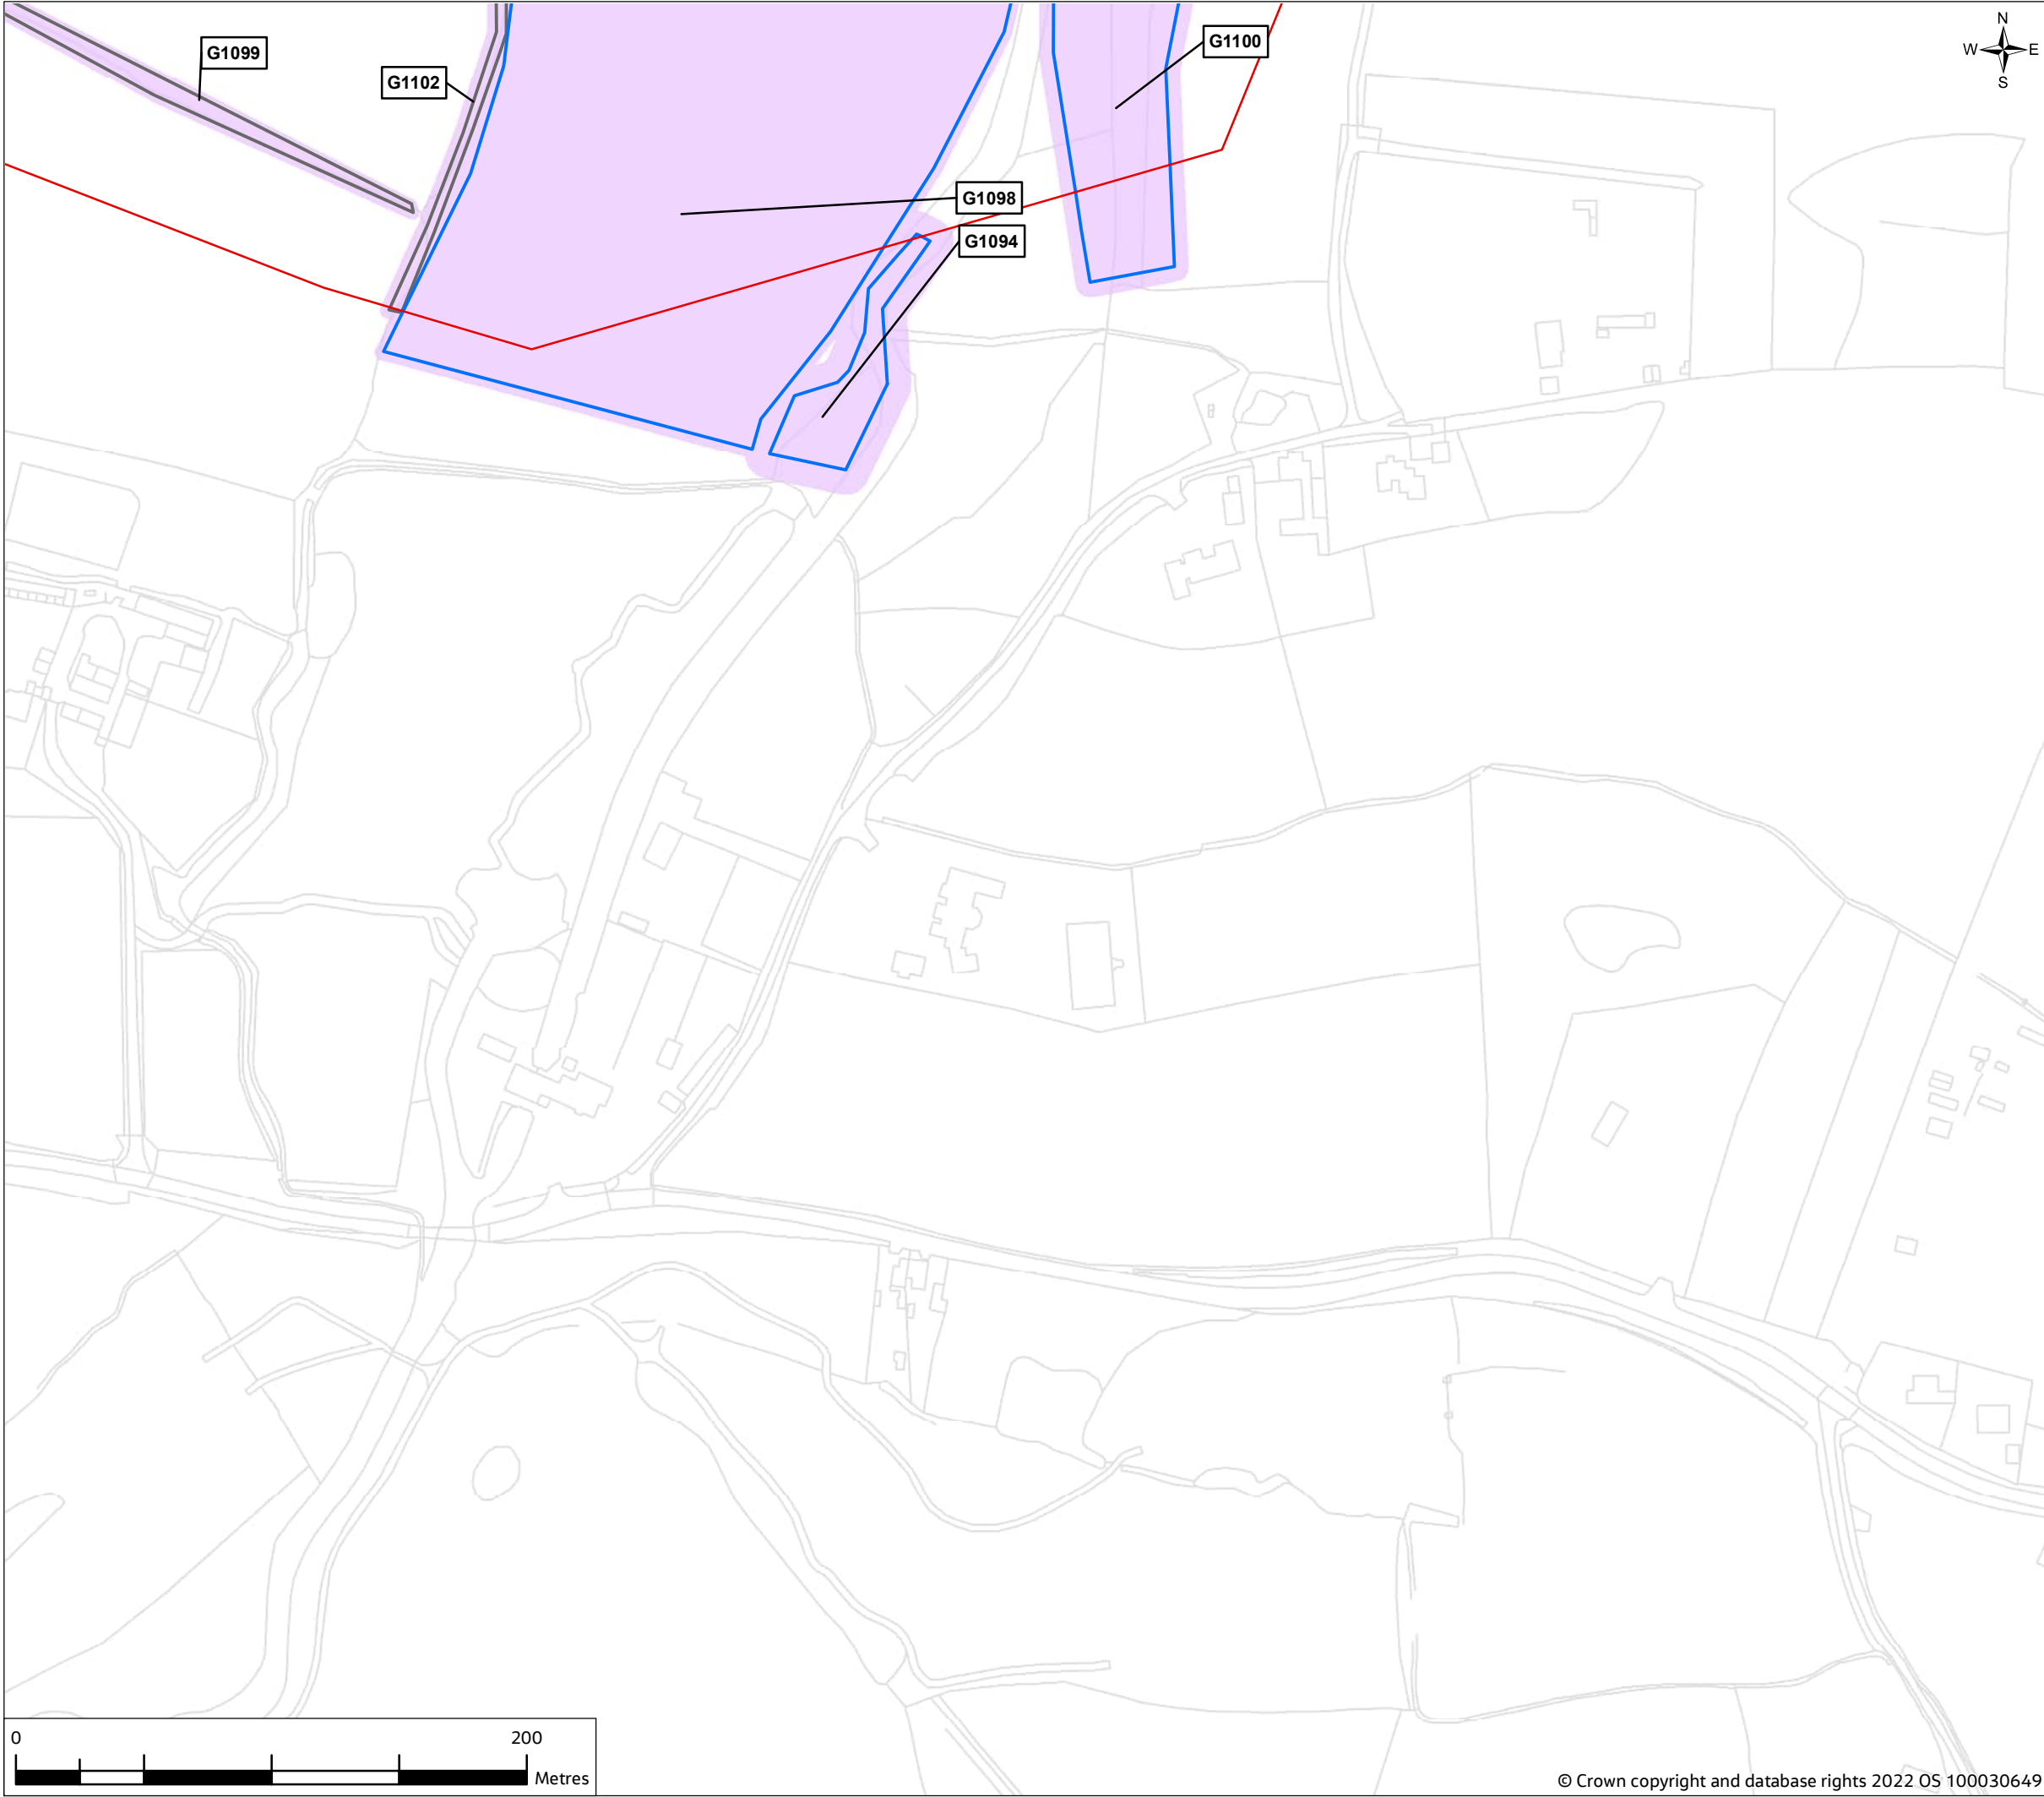 N
W E
S
G1099
G1102
G1100
G1098
G1094
0 200
Metres
© Crown copyright and database rights 2022 OS 100030649